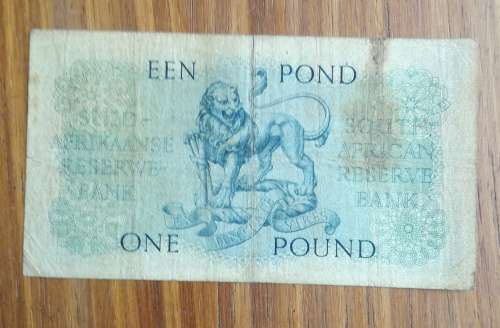 EEN POND
SUID-
AFRIKAANSE
RESERWE-
BANK
SOUTH
AFRICAN
RESERVE
BANK
ONE POUND